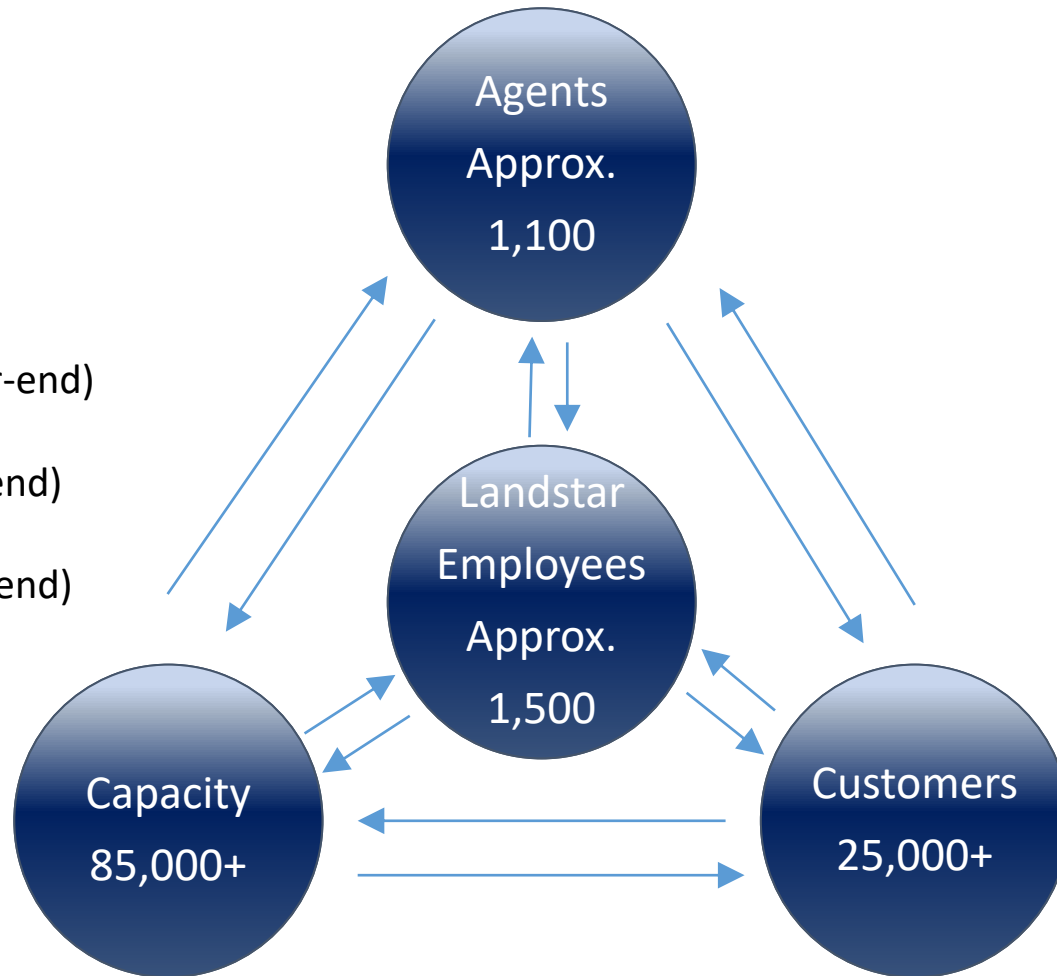 Agents
Approx.
1,100
r-end)
end)
end)
Landstar
Employees
Approx.
1,500
Capacity
85,000+
Customers
25,000+